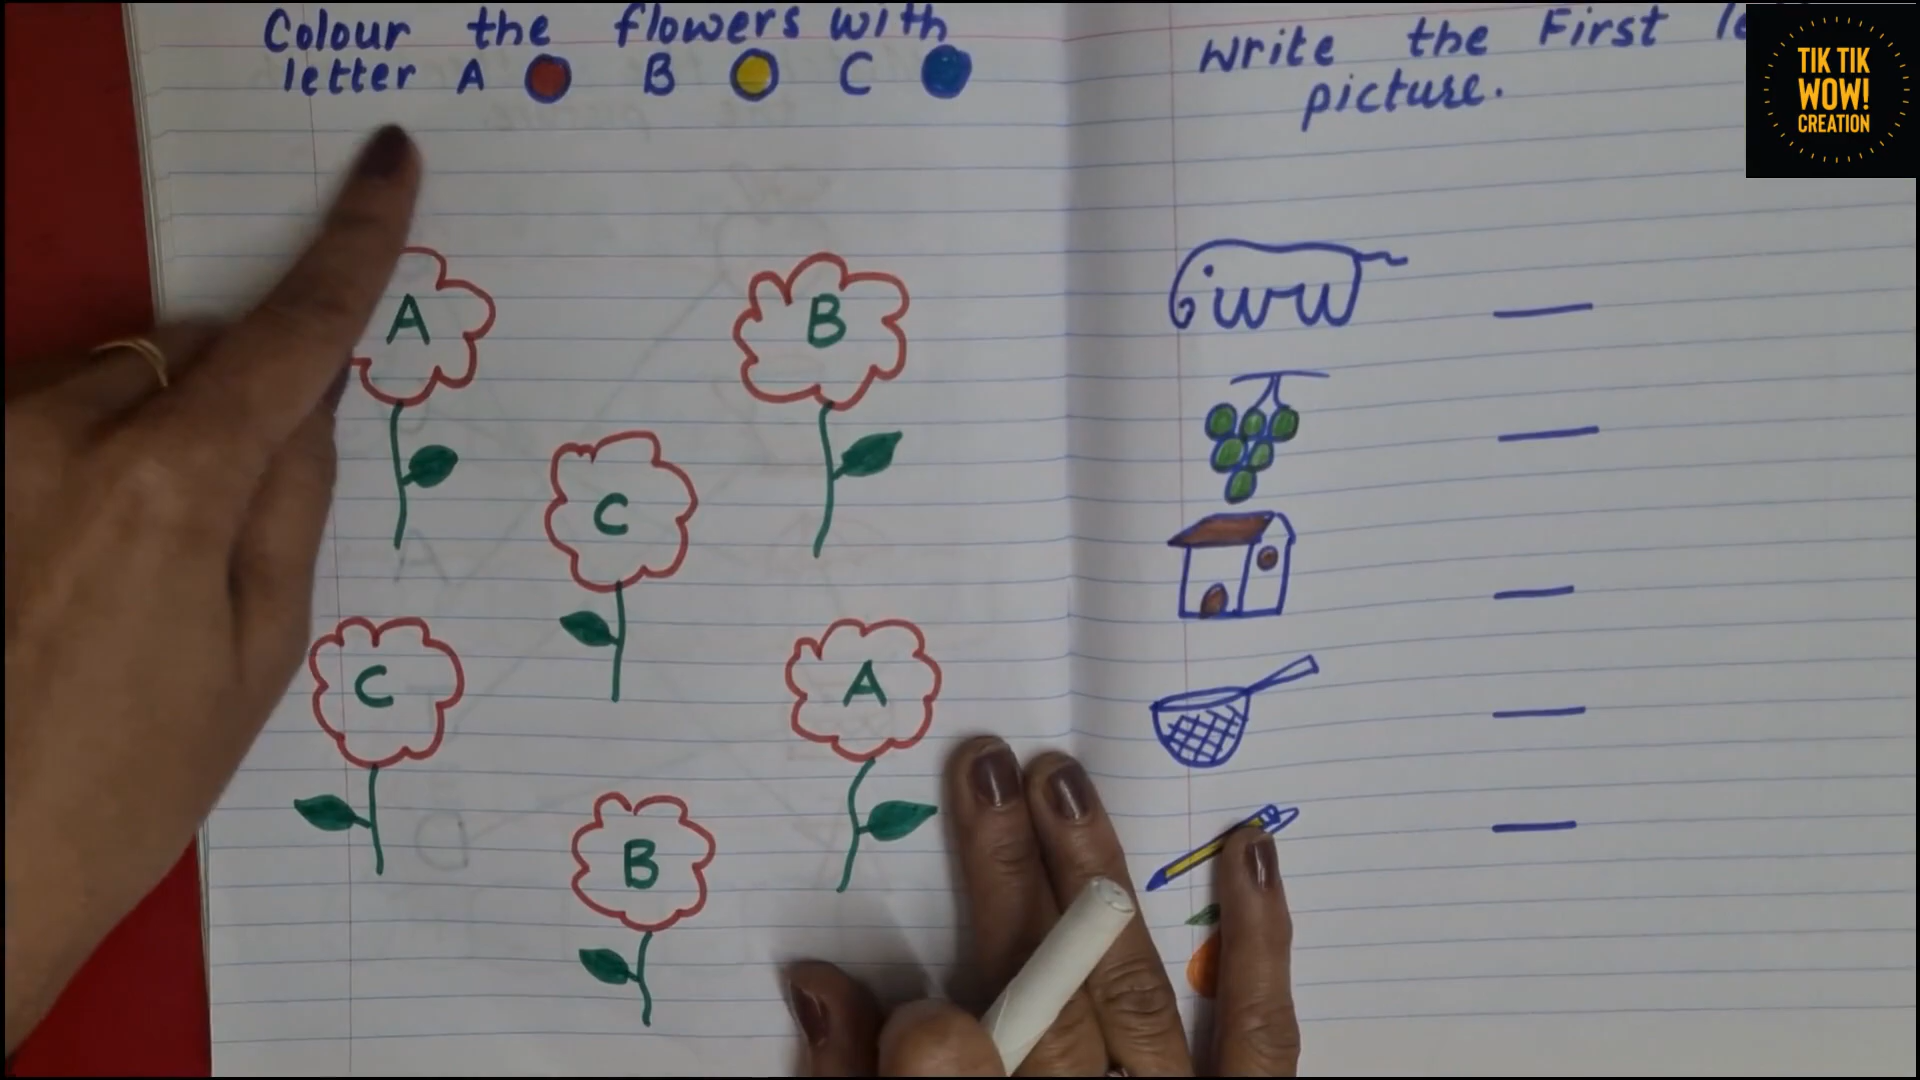 Colour the flowers with
letter A B C
A
B
C
C
A
B
Write the First
picture.
TIK TIK
WOW!
CREATION